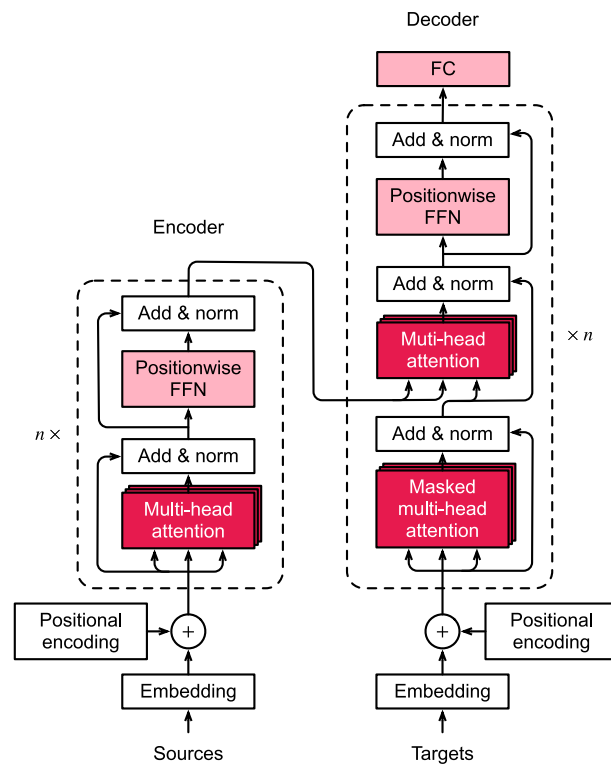 Decoder
FC
Add & norm
Positionwise
FFN
Add & norm
Muti-head
attention
× n
Add & norm
Masked
multi-head
attention
Positional
encoding
+
Embedding
Targets
Encoder
Add & norm
Positionwise
FFN
n ×
Add & norm
Multi-head
attention
Positional
encoding
+
Embedding
Sources